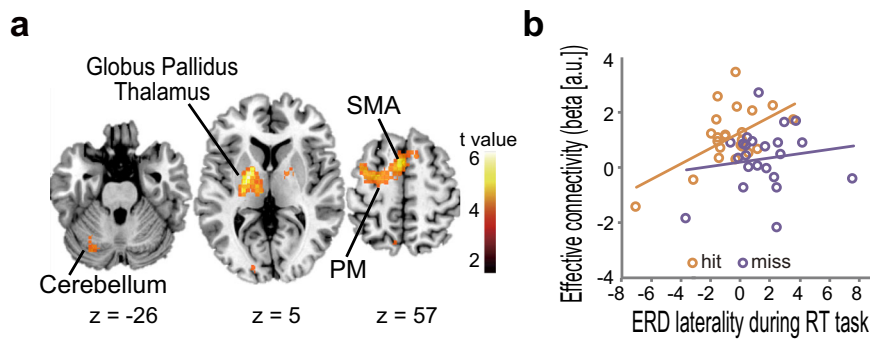 a
Globus Pallidus
Thalamus
SMA
t value
6
4
2
Cerebellum
PM
z = -26
z = 5
z = 57
b
Effective connectivity (beta [a.u.])
4
2
0
-2
-4
hit
miss
-8 -6 -4 -2 0 2 4 6 8
ERD laterality during RT task